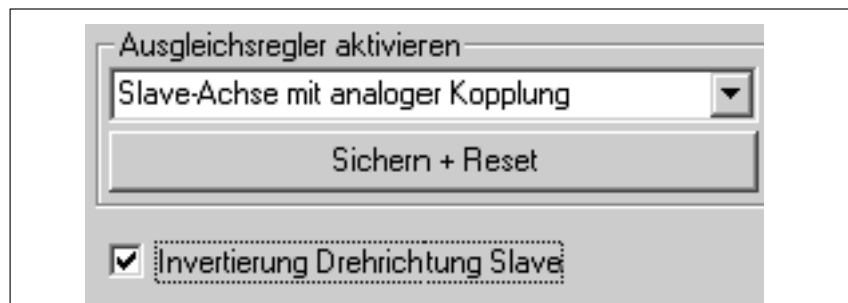 Ausgleichsregler aktivieren
Slave-Achse mit analoger Kopplung
Sichern + Reset
Invertierung Drehrichtung Slave